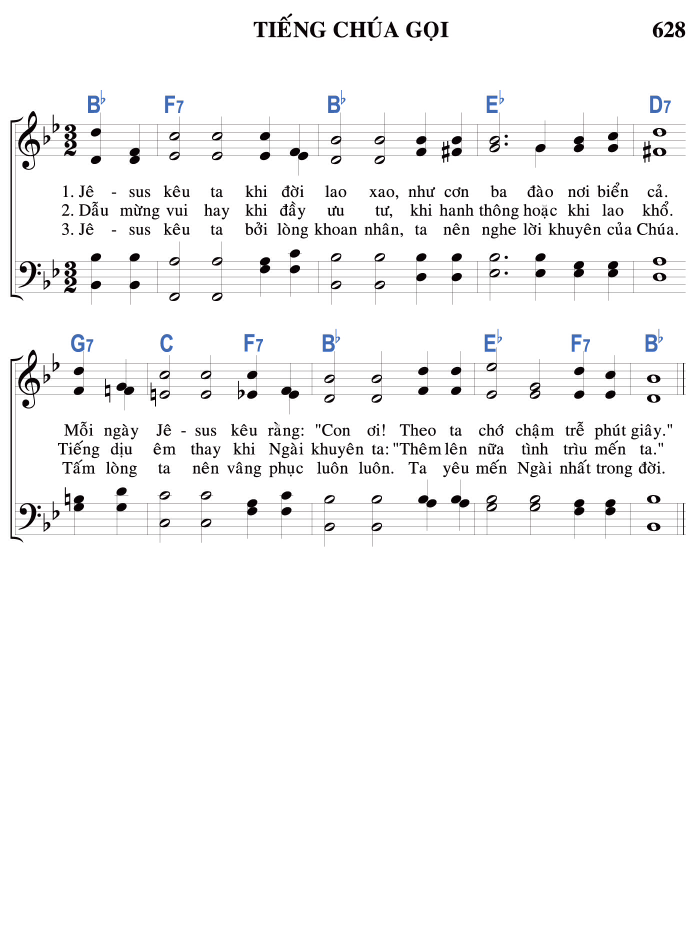 TIẾNG CHÚA GỌI 628
B♭ F7 B♭ E♭ D7
3 2
1. Jê - sus kêu ta khi đời lao xao, như cơn ba đào nơi biển cả.
2. Dẫu mừng vui hay khi đầy ưu tư, khi hanh thông hoặc khi lao khổ.
3. Jê - sus kêu ta bởi lòng khoan nhân, ta nên nghe lời khuyên của Chúa.
3 2
G7 C F7 B♭ E♭ F7 B♭
Mỗi ngày Jê - sus kêu rằng: "Con ơi! Theo ta chớ chậm trễ phút giây."
Tiếng dịu êm thay khi Ngài khuyên ta: "Thêm lên nữa tình trìu mến ta."
Tấm lòng ta nên vâng phục luôn luôn. Ta yêu mến Ngài nhất trong đời.